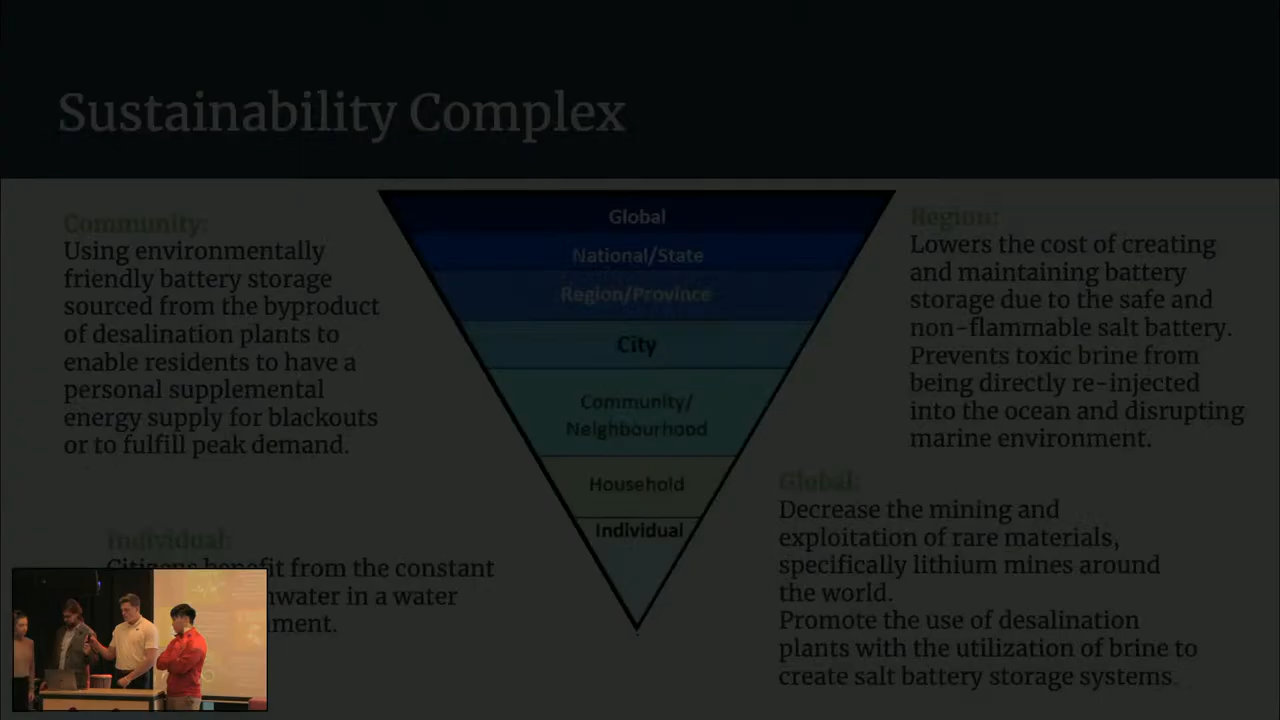 Sustainability Complex
Community:
Using environmentally
friendly battery storage
sourced from the byproduct
of desalination plants to
enable residents to have a
personal supplemental
energy supply for blackouts
or to fulfill peak demand.
Individual:
Citizens benefit from the constant
water in a water
Global
National/State
Region/Province
City
Community/
Neighbourhood
Household
Individual
Region:
Lowers the cost of creating
and maintaining battery
storage due to the safe and
non-flammable salt battery.
Prevents toxic brine from
being directly re-injected
into the ocean and disrupting
marine environment.
Global:
Decrease the mining and
exploitation of rare materials,
specifically lithium mines around
the world.
Promote the use of desalination
plants with the utilization of brine to
create salt battery storage systems.